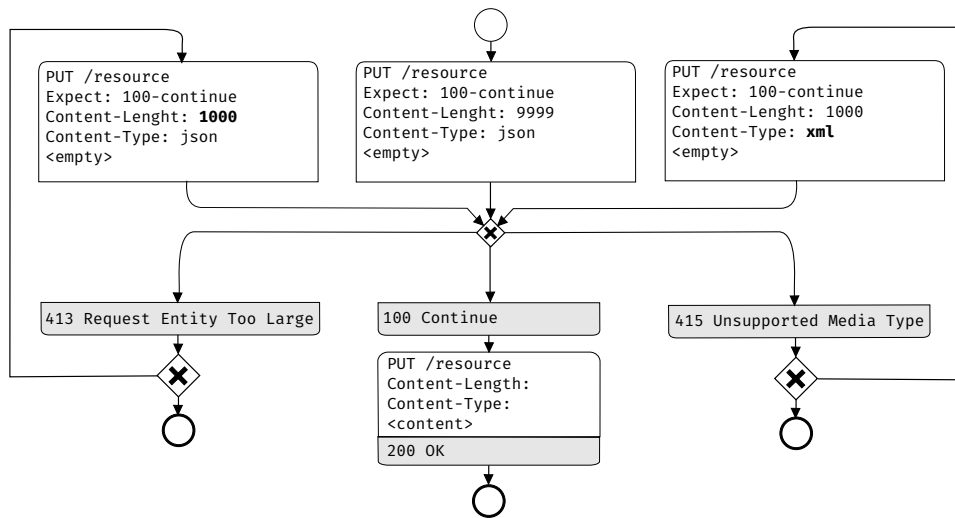 PUT /resource
Expect: 100-continue
Content-Lenght: 1000
Content-Type: json
<empty>
PUT /resource
Expect: 100-continue
Content-Lenght: 9999
Content-Type: json
<empty>
PUT /resource
Expect: 100-continue
Content-Lenght: 1000
Content-Type: xml
<empty>
413 Request Entity Too Large
100 Continue
415 Unsupported Media Type
PUT /resource
Content-Length:
Content-Type:
<content>
200 OK